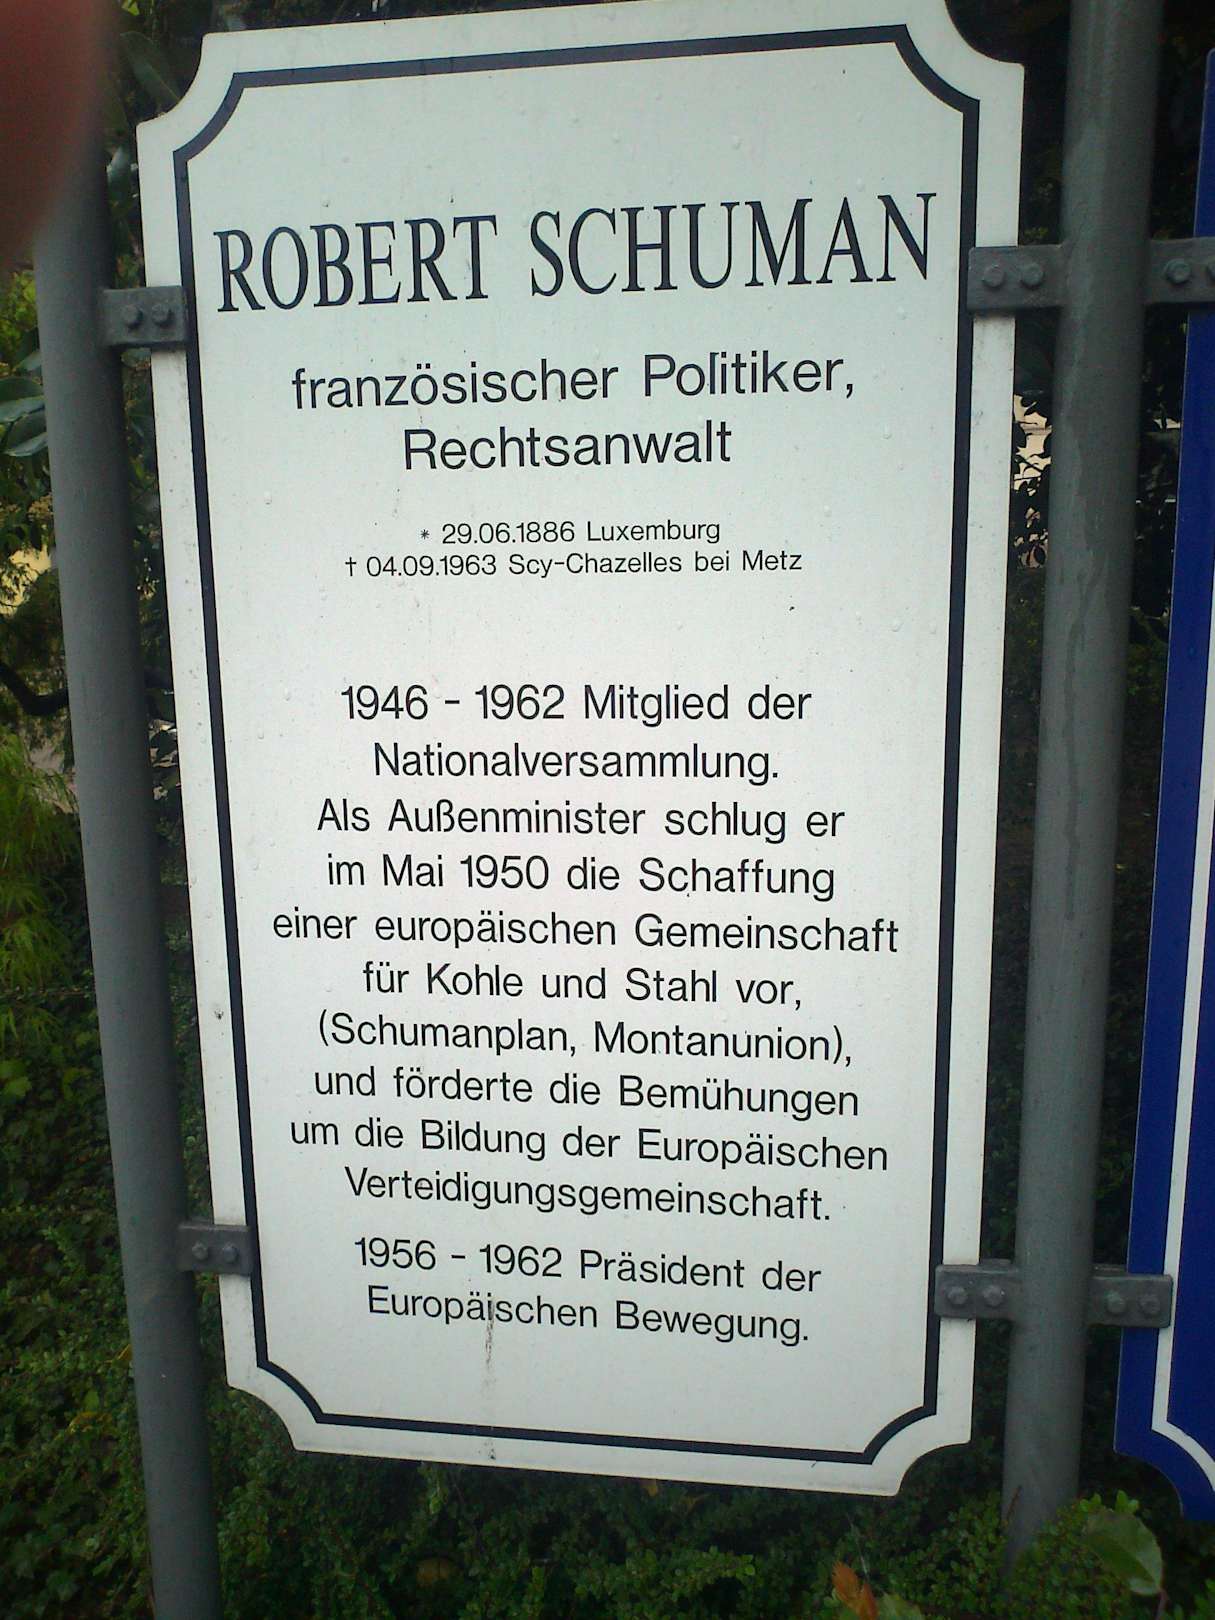 ROBERT SCHUMAN
französischer Politiker,
Rechtsanwalt
* 29.06.1886 Luxemburg
† 04.09.1963 Scy-Chazelles bei Metz
1946 - 1962 Mitglied der
Nationalversammlung.
Als Außenminister schlug er
im Mai 1950 die Schaffung
einer europäischen Gemeinschaft
für Kohle und Stahl vor,
(Schumanplan, Montanunion),
und förderte die Bemühungen
um die Bildung der Europäischen
Verteidigungsgemeinschaft.
1956 - 1962 Präsident der
Europäischen Bewegung.